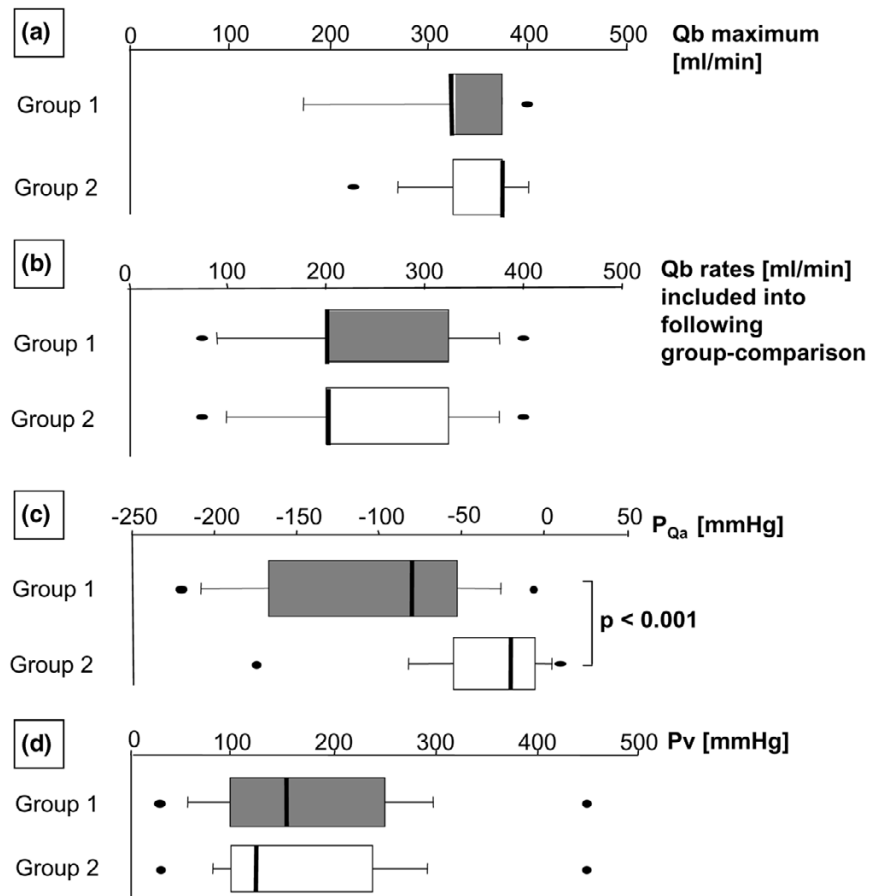 (a)
0 100 200 300 400 500
Qb maximum
[ml/min]
Group 1
Group 2
(b)
0 100 200 300 400 500
Qb rates [ml/min]
included into
following
group-comparison
Group 1
Group 2
(c)
-250 -200 -150 -100 -50 0 50
PQa [mmHg]
Group 1
p < 0.001
Group 2
(d)
0 100 200 300 400 500
Pv [mmHg]
Group 1
Group 2